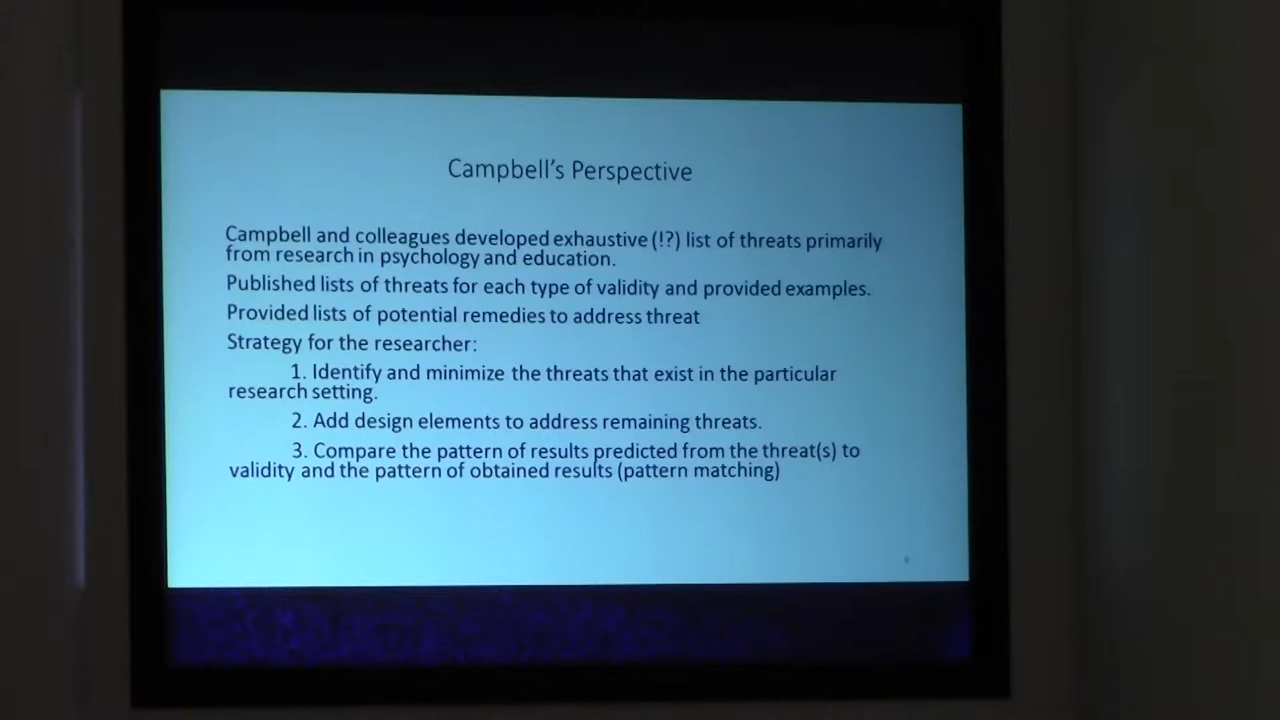 Campbell's Perspective
Campbell and colleagues developed exhaustive (!?) list of threats primarily
from research in psychology and education.
Published lists of threats for each type of validity and provided examples.
Provided lists of potential remedies to address threat
Strategy for the researcher:
1. Identify and minimize the threats that exist in the particular
research setting.
2. Add design elements to address remaining threats.
3. Compare the pattern of results predicted from the threat(s) to
validity and the pattern of obtained results (pattern matching)